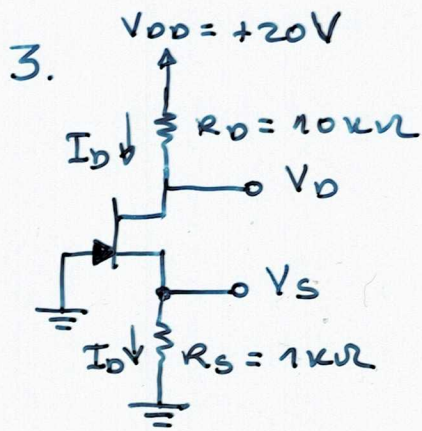 VDD = +20V
3.
ID RD = 10KΩ
VD
VS
ID RS = 1KΩ